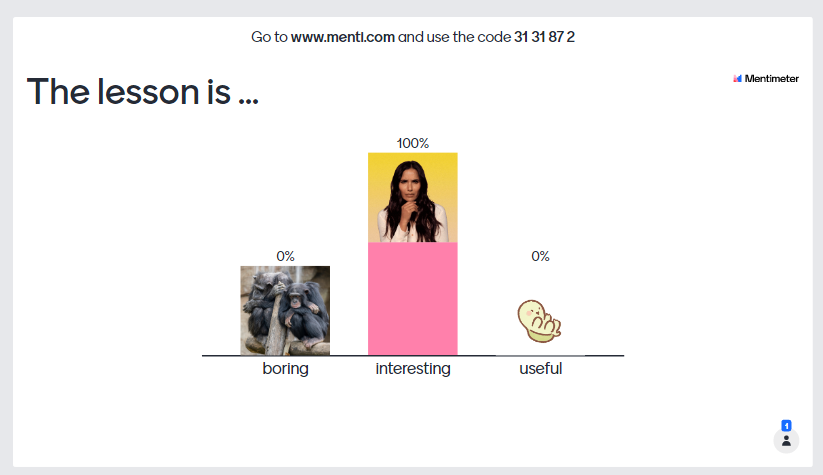 Go to www.menti.com and use the code 31 31 87 2
The lesson is ...
Mentimeter
100%
0%
0%
boring
interesting
useful
1